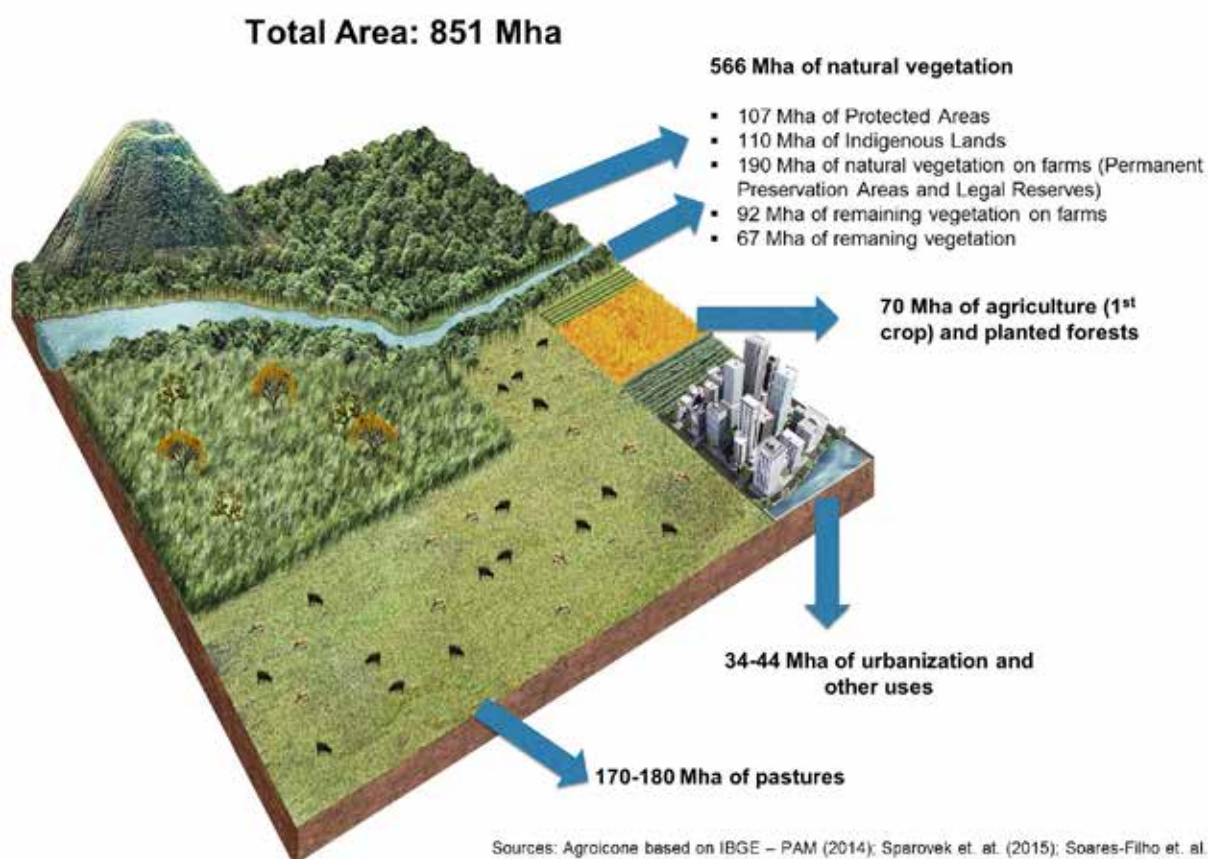 Total Area: 851 Mha
566 Mha of natural vegetation
▪ 107 Mha of Protected Areas
▪ 110 Mha of Indigenous Lands
▪ 190 Mha of natural vegetation on farms (Permanent
Preservation Areas and Legal Reserves)
▪ 92 Mha of remaining vegetation on farms
▪ 67 Mha of remaning vegetation
70 Mha of agriculture (1st
crop) and planted forests
34-44 Mha of urbanization and
other uses
170-180 Mha of pastures
Sources: Agroicone based on IBGE – PAM (2014); Sparovek et. at. (2015); Soares-Filho et. al.